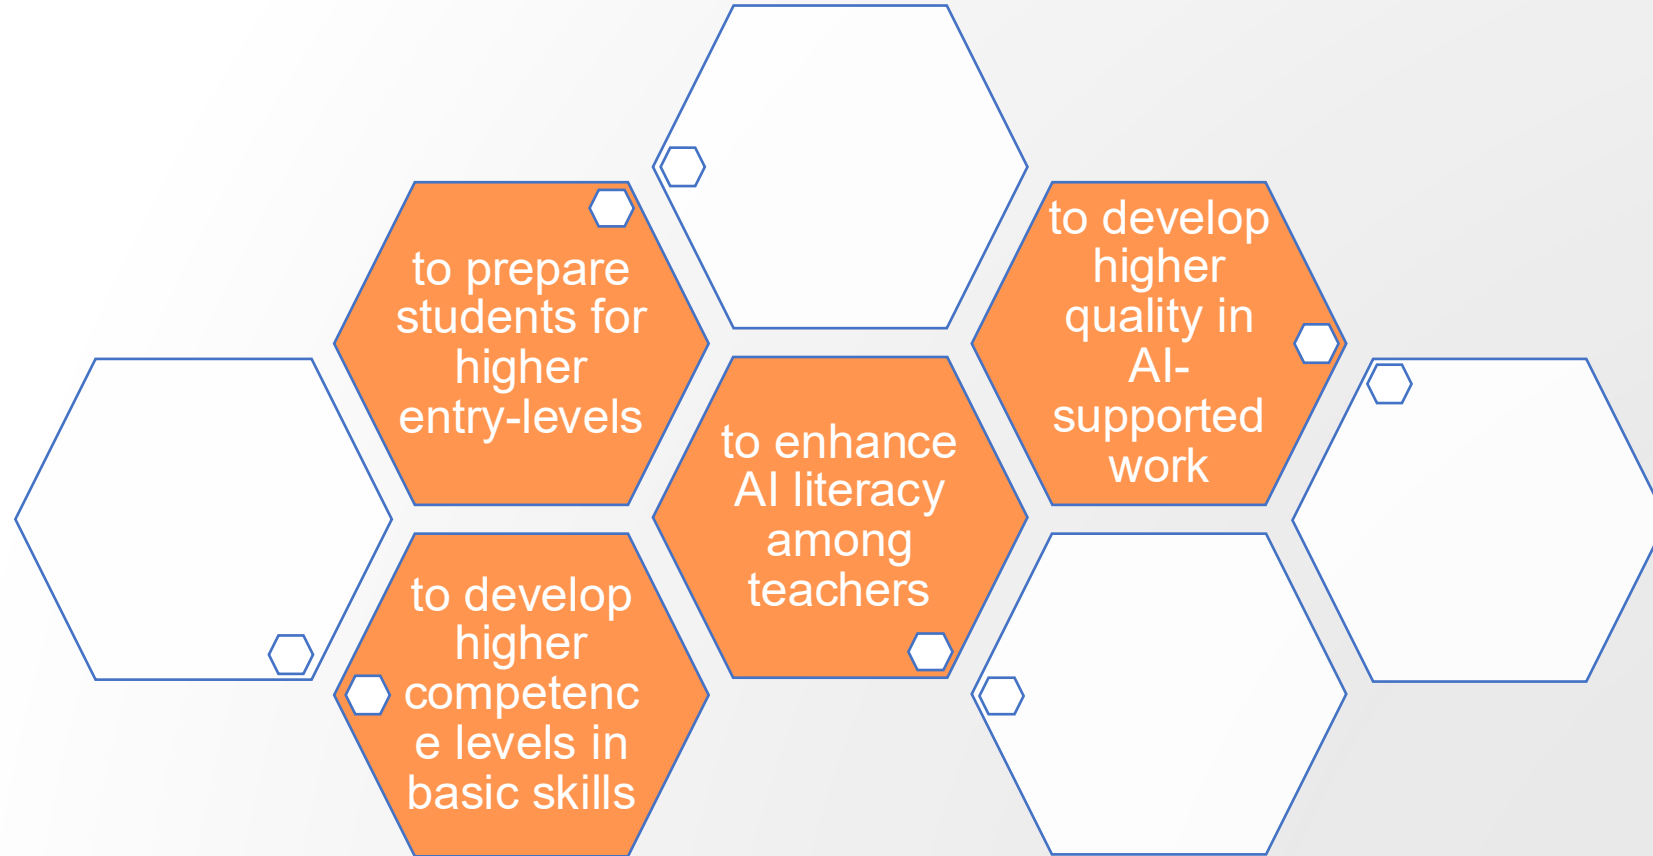 to prepare
students for
higher
entry-levels
to develop
higher
competenc
e levels in
basic skills
to enhance
AI literacy
among
teachers
to develop
higher
quality in
AI-
supported
work